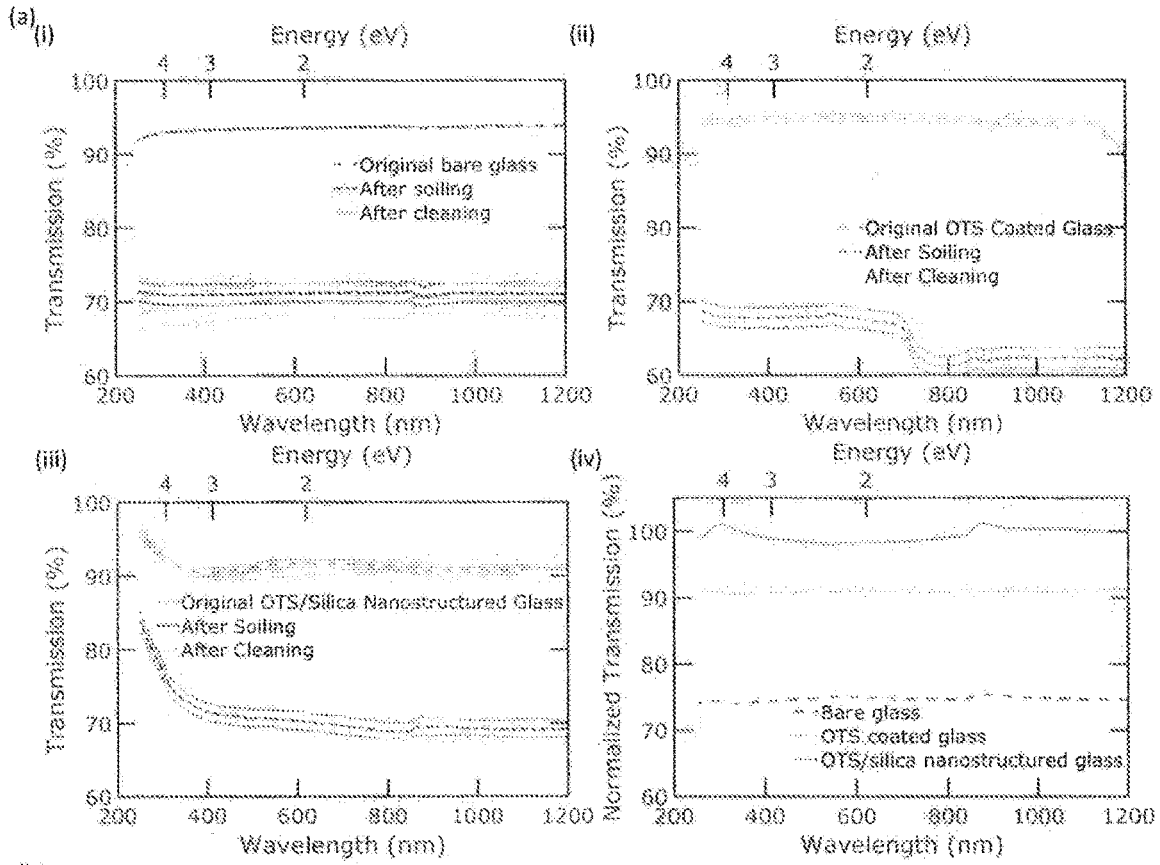 (a)
(i)
Energy (eV)
4 3 2
100
90
80
70
60
Transmission (%)
Original bare glass
After soiling
After cleaning
200 400 600 800 1000 1200
Wavelength (nm)
(ii)
Energy (eV)
4 3 2
100
90
80
70
60
Transmission (%)
Original OTS Coated Glass
After Soiling
After Cleaning
200 400 600 800 1000 1200
Wavelength (nm)
(iii)
Energy (eV)
4 3 2
100
90
80
70
60
Transmission (%)
Original OTS/Silica Nanostructured Glass
After Soiling
After Cleaning
200 400 600 800 1000 1200
Wavelength (nm)
(iv)
Energy (eV)
4 3 2
100
90
80
70
60
Normalized Transmission (%)
Bare glass
OTS coated glass
OTS/silica nanostructured glass
200 400 600 800 1000 1200
Wavelength (nm)